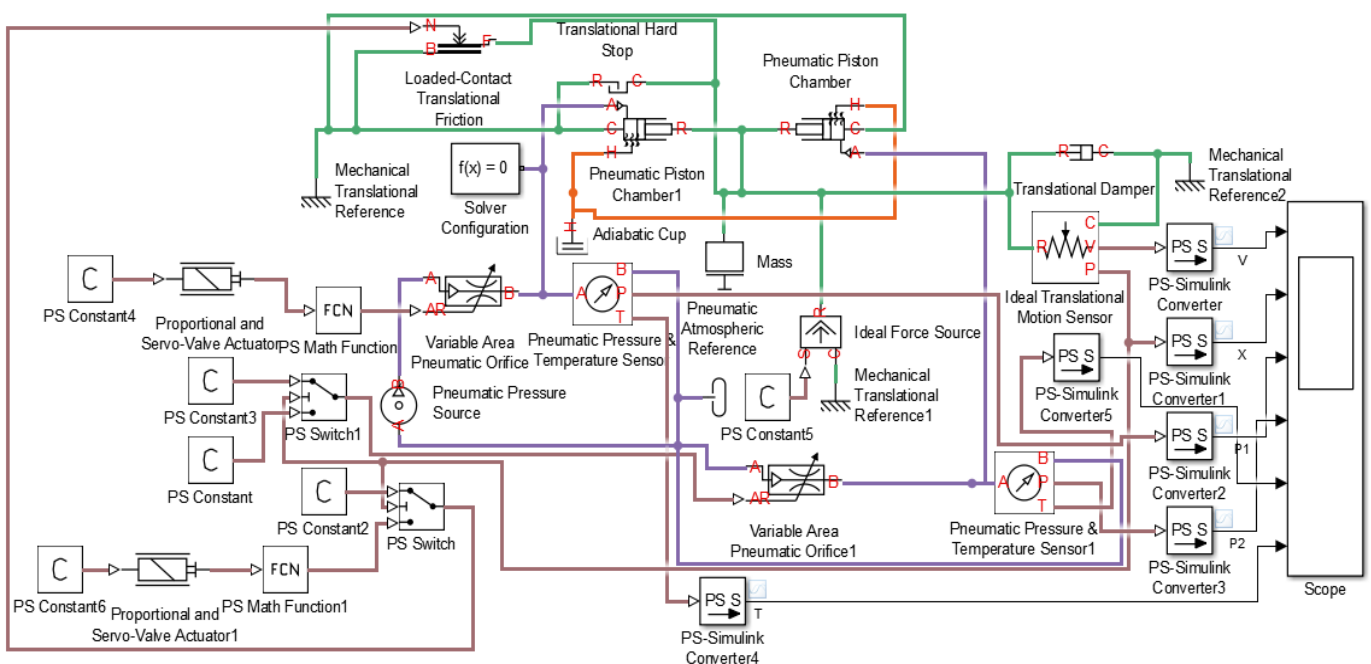 N
B
F
Translational Hard
Stop
Loaded-Contact
Translational
Friction
R
C
Pneumatic Piston
Chamber
H
C
A
R
A
C
H
R
Pneumatic Piston
Chamber1
Mechanical
Translational
Reference
f(x) = 0
Solver
Configuration
H
Adiabatic Cup
R
C
Translational Damper
Mechanical
Translational
Reference2
Mass
C
R
V
P
Ideal Translational
Motion Sensor
PS S
PS-Simulink
Converter
V
C
PS Constant4
Proportional and
Servo-Valve Actuator
FCN
PS Math Function
A
AR
B
Variable Area
Pneumatic Orifice
A
B
P
T
Pneumatic Pressure &
Temperature Senso
Pneumatic
Atmospheric
Reference
R
S
C
Ideal Force Source
Mechanical
Translational
Reference1
C
PS Constant5
PS S
PS-Simulink
Converter5
PS S
PS-Simulink
Converter1
X
C
PS Constant3
PS Switch1
B
A
Pneumatic Pressure
Source
C
PS Constant
C
PS Constant2
PS Switch
A
AR
B
Variable Area
Pneumatic Orifice1
A
B
P
T
Pneumatic Pressure &
Temperature Sensor1
PS S
PS-Simulink
Converter2
P1
PS S
PS-Simulink
Converter3
P2
C
PS Constant6
Proportional and
Servo-Valve Actuator1
FCN
PS Math Function1
PS S
PS-Simulink
Converter4
T
Scope